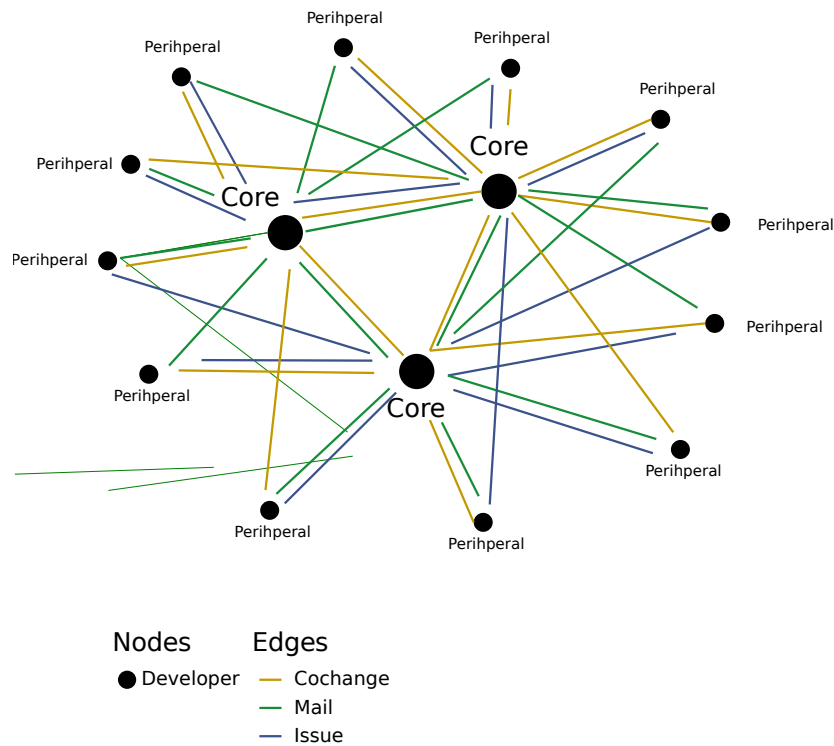 Perihperal
Perihperal
Perihperal
Perihperal
Core
Perihperal
Core
Perihperal
Perihperal
Perihperal
Perihperal
Core
Perihperal
Perihperal
Perihperal
Nodes
Edges
Developer
Cochange
Mail
Issue